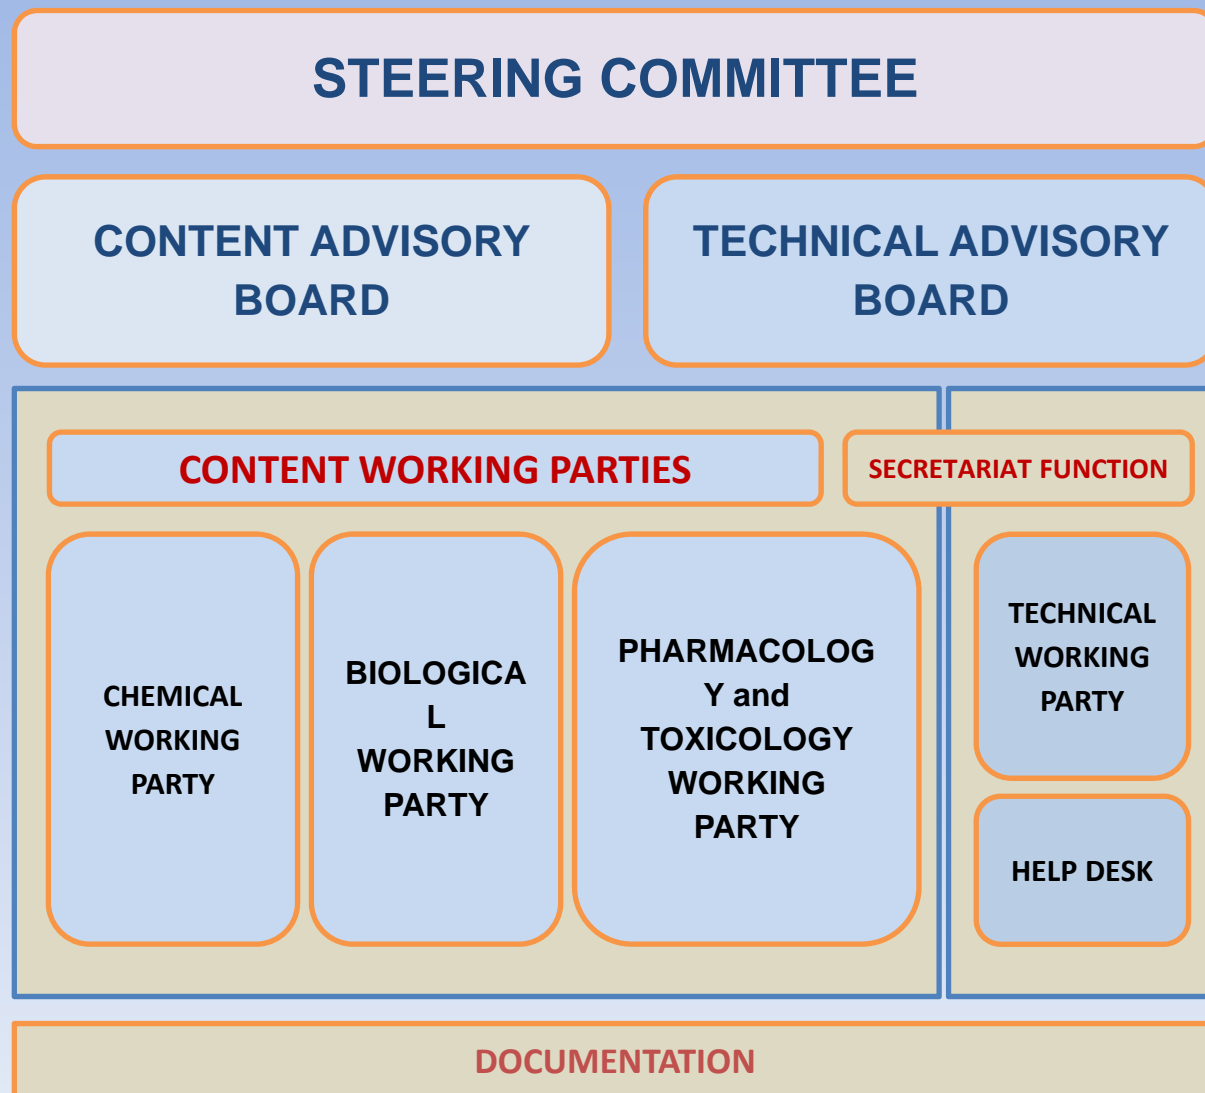 STEERING COMMITTEE
CONTENT ADVISORY
BOARD
TECHNICAL ADVISORY
BOARD
CONTENT WORKING PARTIES
SECRETARIAT FUNCTION
CHEMICAL
WORKING
PARTY
BIOLOGICA
L
WORKING
PARTY
PHARMACOLOG
Y and
TOXICOLOGY
WORKING
PARTY
TECHNICAL
WORKING
PARTY
HELP DESK
DOCUMENTATION